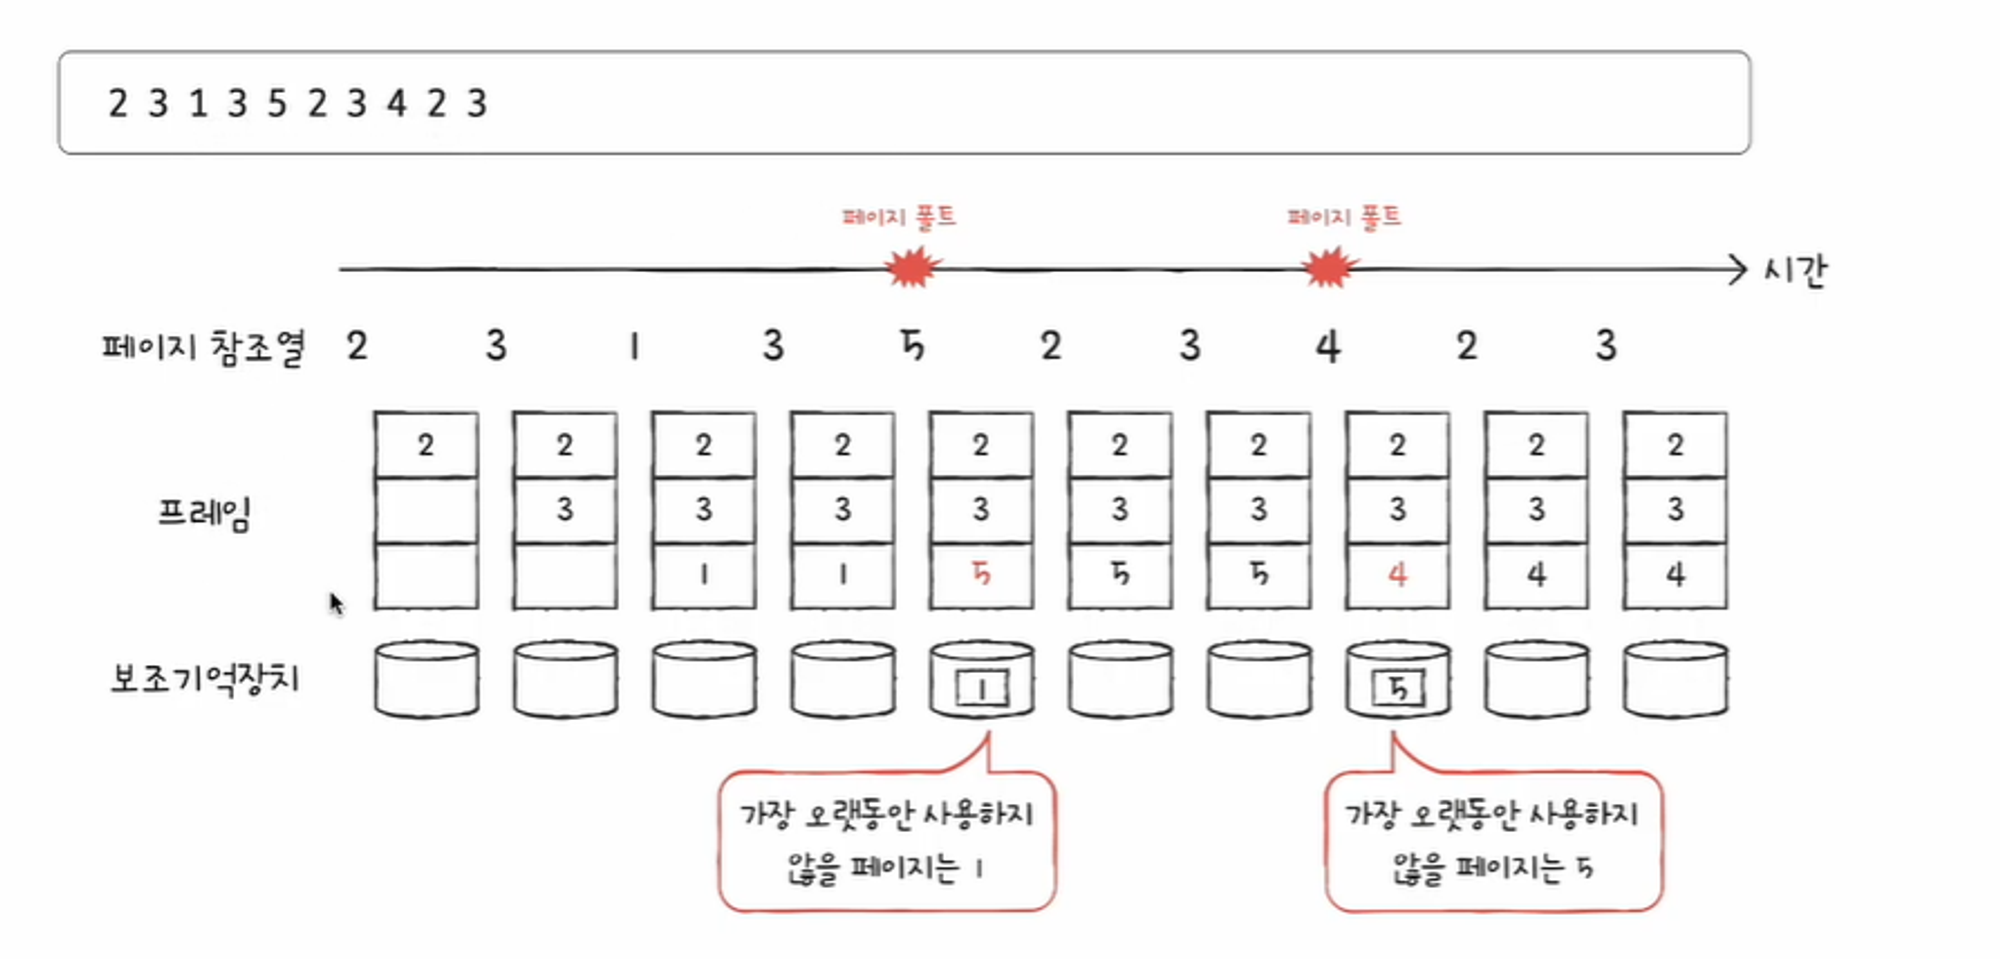 2 3 1 3 5 2 3 4 2 3
페이지 폴트 페이지 폴트
시간
페이지 참조열 2 3 1 3 5 2 3 4 2 3
2 2 2 2 2 2 2 2 2 2
프레임 3 3 3 3 3 3 3 3 3
1 1 5 5 5 4 4 4
보조기억장치 1 5
가장 오랫동안 사용하지
않을 페이지는 1
가장 오랫동안 사용하지
않을 페이지는 5